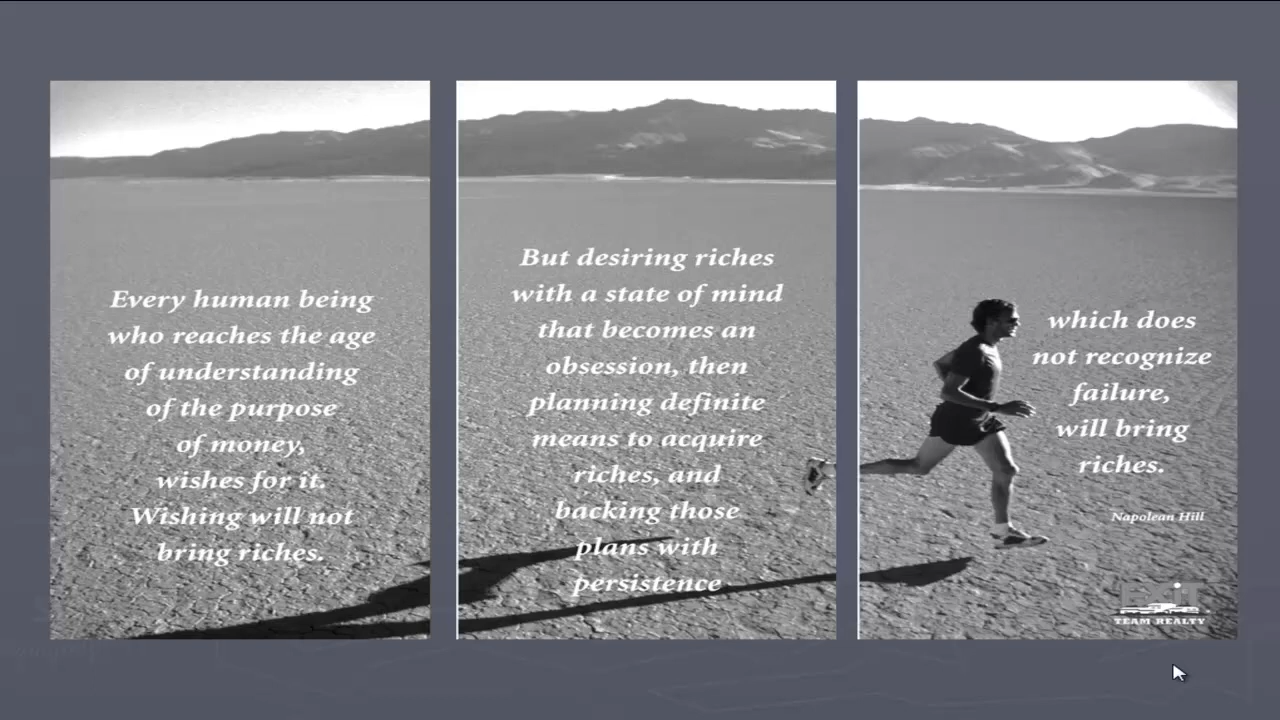 Every human being
who reaches the age
of understanding
of the purpose
of money,
wishes for it.
Wishing will not
bring riches.
But desiring riches
with a state of mind
that becomes an
obsession, then
planning definite
means to acquire
riches, and
backing those
plans with
persistence
which does
not recognize
failure,
will bring
riches.
Napolean Hill
EXIT
TEAM REALTY